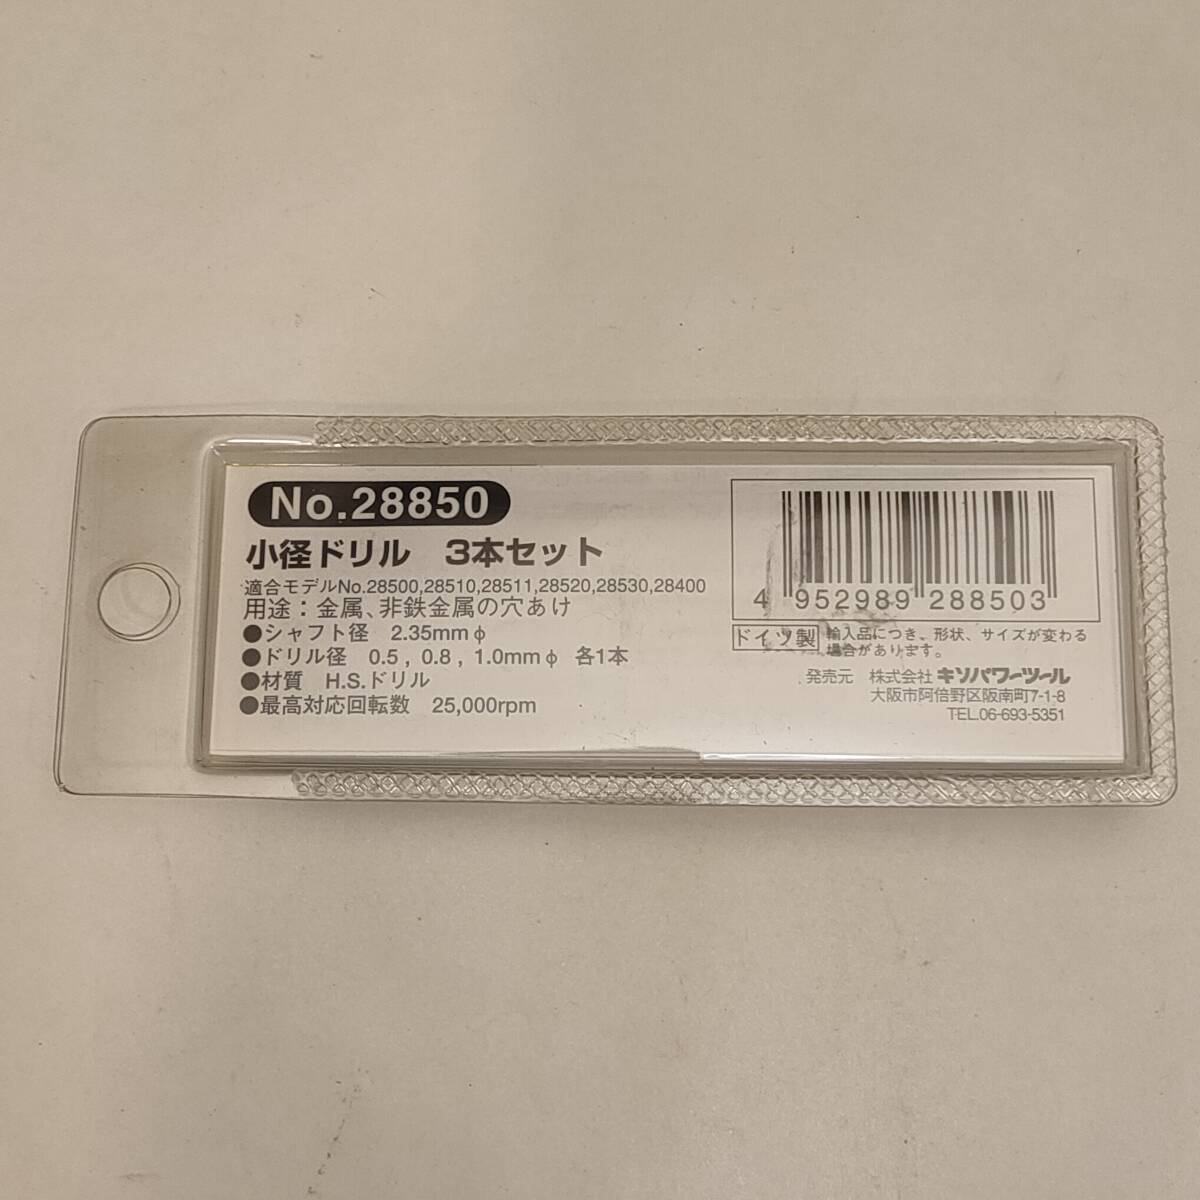 No.28850
小径ドリル　3本セット
適合モデルNo.28500,28510,28511,28520,28530,28400
用途：金属、非鉄金属の穴あけ
●シャフト径　2.35mmφ
●ドリル径　0.5 , 0.8 , 1.0mmφ　各1本
●材質　H.S.ドリル
●最高対応回転数　25,000rpm
4 952989 288503
ドイツ製 輸入品につき、形状、サイズが変わる
場合があります。
発売元　株式会社 キソパワーツール
大阪市阿倍野区阪南町7-1-8
TEL.06-693-5351